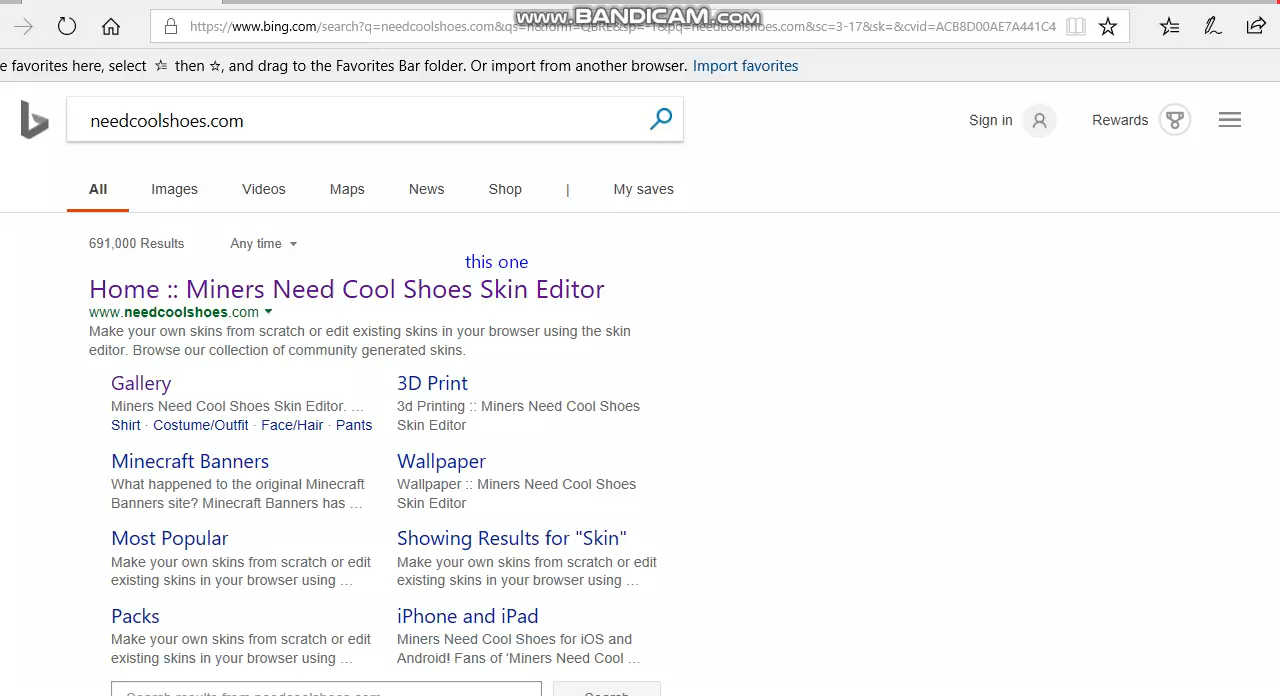 www.BANDICAM.com
https://www.bing.com/search?q=needcoolshoes.com&qs=n&form=QBRE&sp=-1&pq=needcoolshoes.com&sc=3-17&sk=&cvid=ACB8D00AE7A441C4
e favorites here, select then , and drag to the Favorites Bar folder. Or import from another browser. Import favorites
needcoolshoes.com
Sign in Rewards
All Images Videos Maps News Shop | My saves
691,000 Results Any time
this one
Home :: Miners Need Cool Shoes Skin Editor
www.needcoolshoes.com
Make your own skins from scratch or edit existing skins in your browser using the skin
editor. Browse our collection of community generated skins.
Gallery
Miners Need Cool Shoes Skin Editor. ...
Shirt · Costume/Outfit · Face/Hair · Pants
3D Print
3d Printing :: Miners Need Cool Shoes
Skin Editor
Minecraft Banners
What happened to the original Minecraft
Banners site? Minecraft Banners has ...
Wallpaper
Wallpaper :: Miners Need Cool Shoes
Skin Editor
Most Popular
Make your own skins from scratch or edit
existing skins in your browser using ...
Showing Results for "Skin"
Make your own skins from scratch or edit
existing skins in your browser using ...
Packs
Make your own skins from scratch or edit
existing skins in your browser using ...
iPhone and iPad
Miners Need Cool Shoes for iOS and
Android! Fans of 'Miners Need Cool ...
Search results from needcoolshoes.com
Search